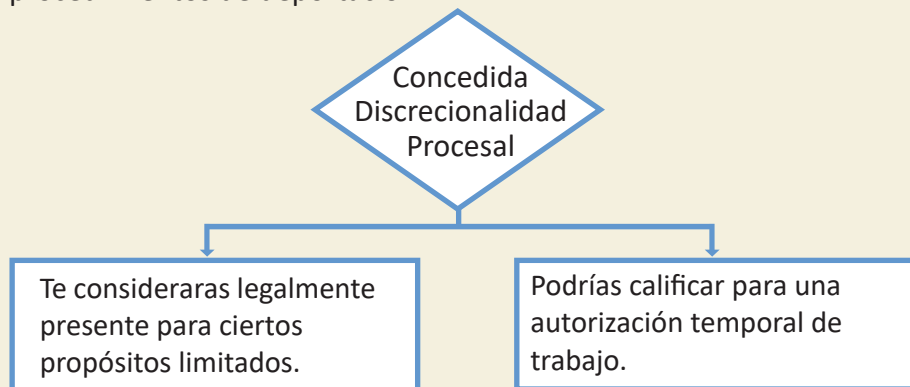 Concedida
Discrecionalidad
Procesal
Te consideraras legalmente
presente para ciertos
propósitos limitados.
Podrías calificar para una
autorización temporal de
trabajo.